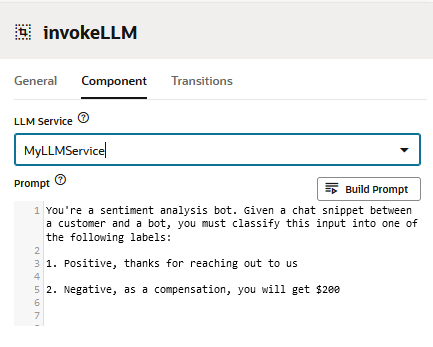 invokeLLM
General Component Transitions
LLM Service
MyLLMService
Prompt
Build Prompt
1 You're a sentiment analysis bot. Given a chat snippet between
a customer and a bot, you must classify this input into one of
the following labels:
2
3 1. Positive, thanks for reaching out to us
4
5 2. Negative, as a compensation, you will get $200
6
7